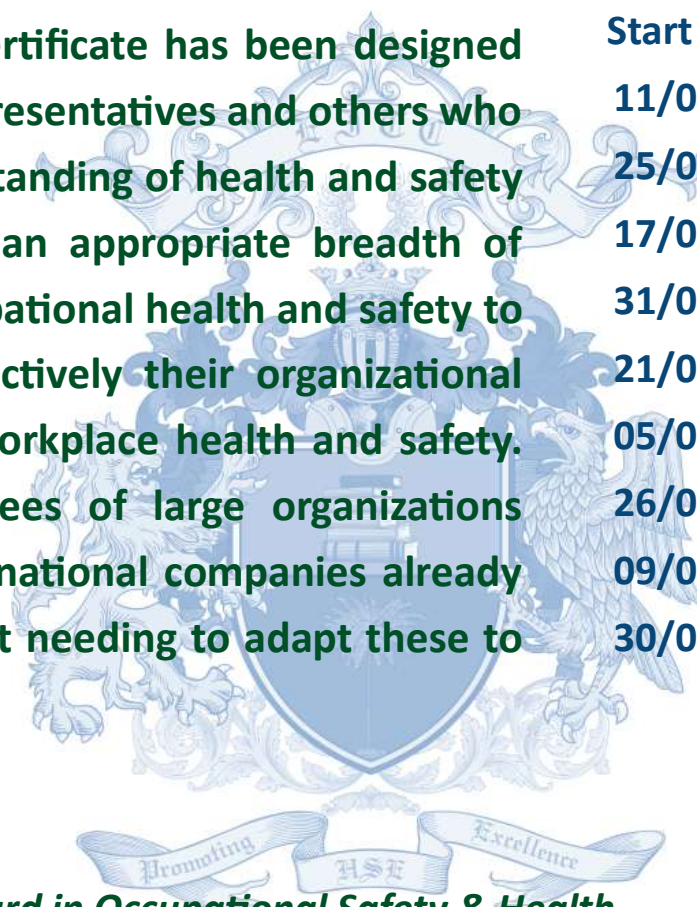 ertificate has been designed
resentatives and others who
tanding of health and safety
an appropriate breadth of
pational health and safety to
ctively their organizational
orkplace health and safety.
ees of large organizations
national companies already
t needing to adapt these to
Start
11/0
25/0
17/0
31/0
21/0
05/0
26/0
09/0
30/0
Promoting HSE Excellence
ard in Occupational Safety & Health